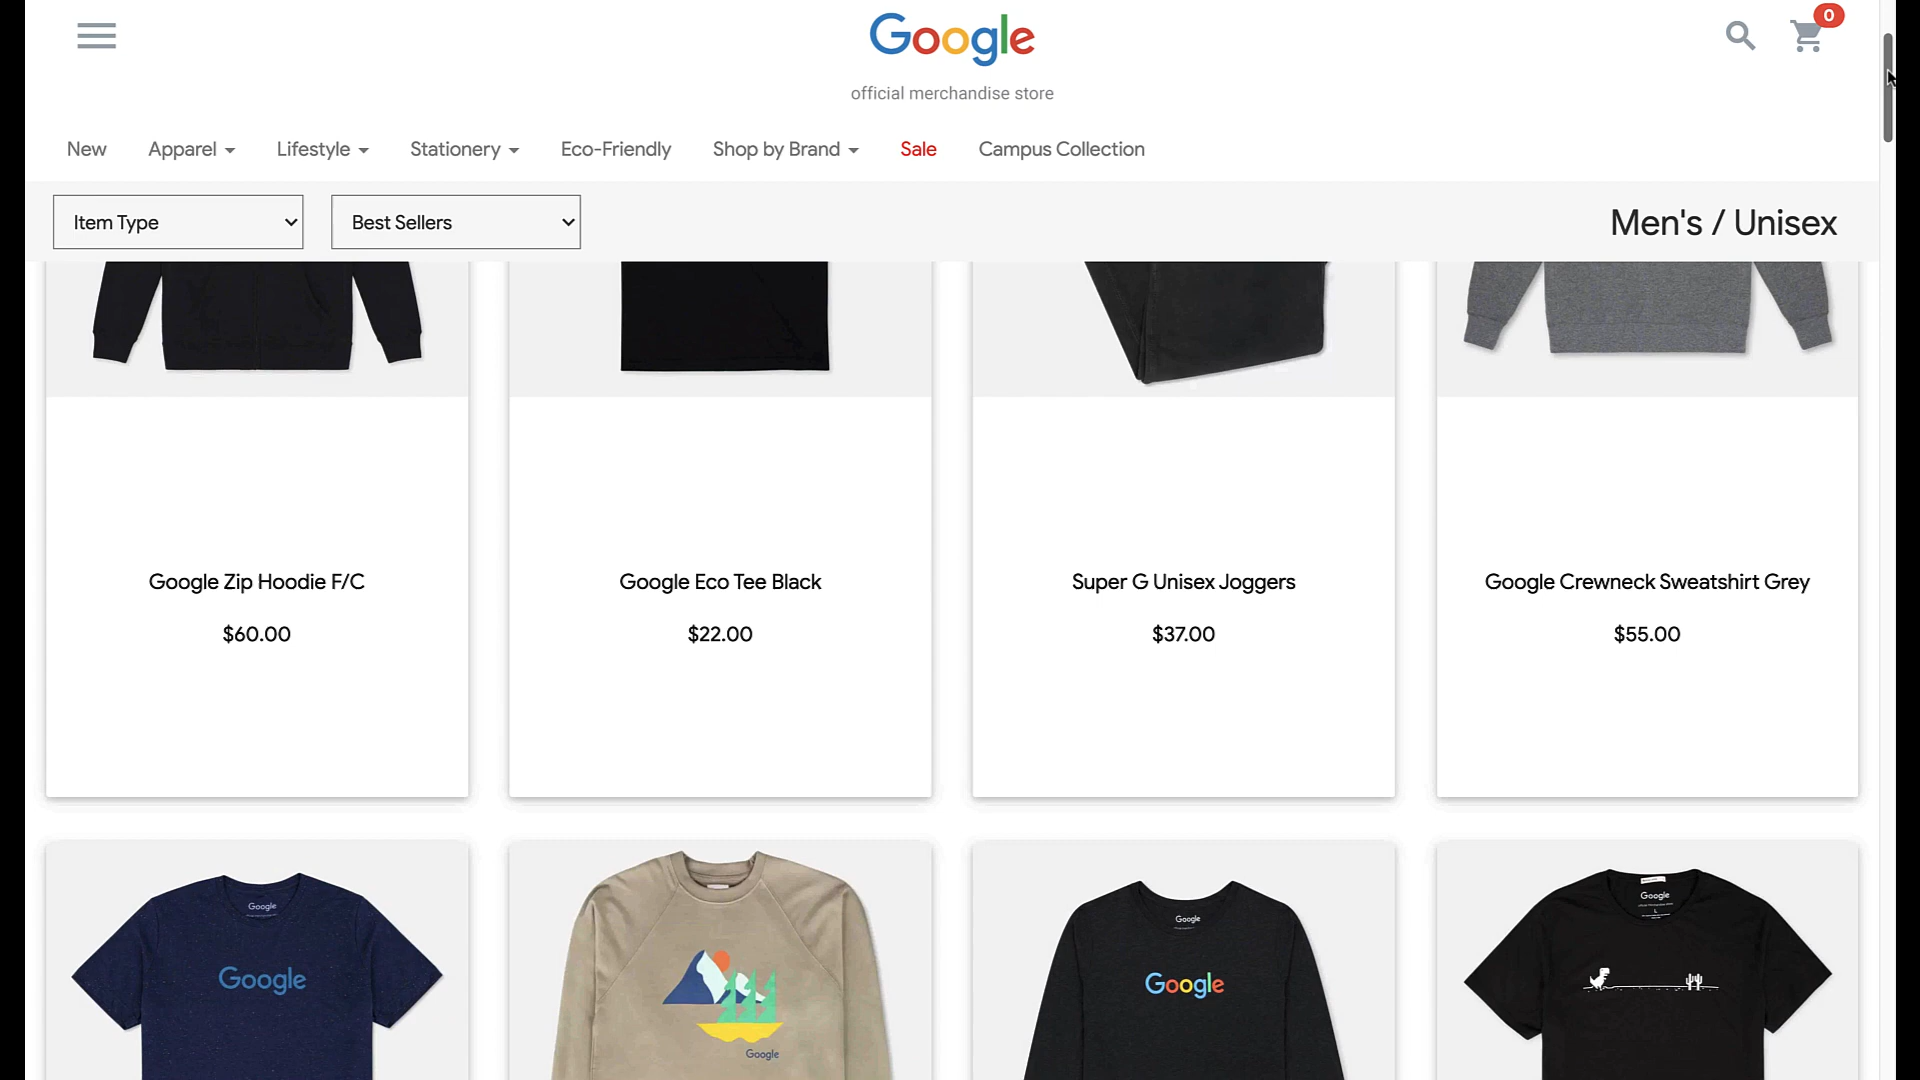 Google
0
official merchandise store
New
Apparel
Lifestyle
Stationery
Eco-Friendly
Shop by Brand
Sale
Campus Collection
Item Type
Best Sellers
Men's / Unisex
Google Zip Hoodie F/C
Google Eco Tee Black
Super G Unisex Joggers
Google Crewneck Sweatshirt Grey
$60.00
$22.00
$37.00
$55.00
Google
Google
Google
Google
Google
Google
L